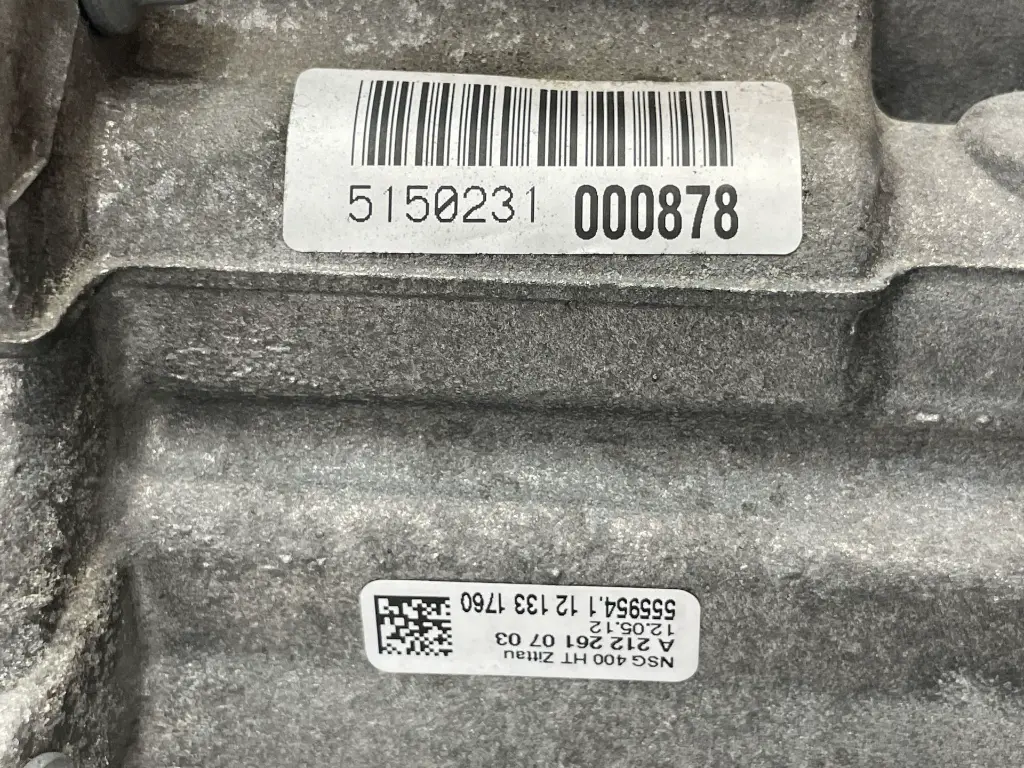 5150231 000878
NSG 400 HT Zittau
A 212 261 07 03
12.05.12
555954.1 12 133 1760